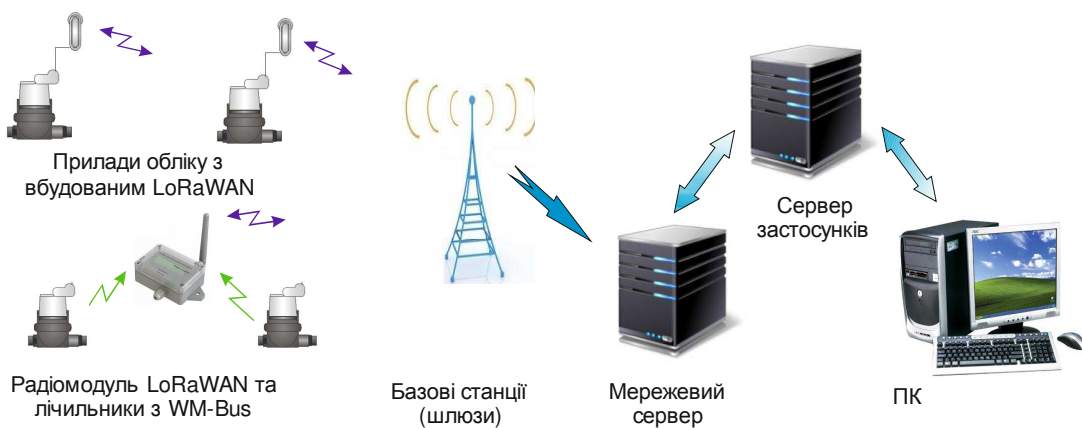 Прилади обліку з
вбудованим LoRaWAN
Радіомодуль LoRaWAN та
лічильники з WM-Bus
Базові станції
(шлюзи)
Мережевий
сервер
Сервер
застосунків
ПК